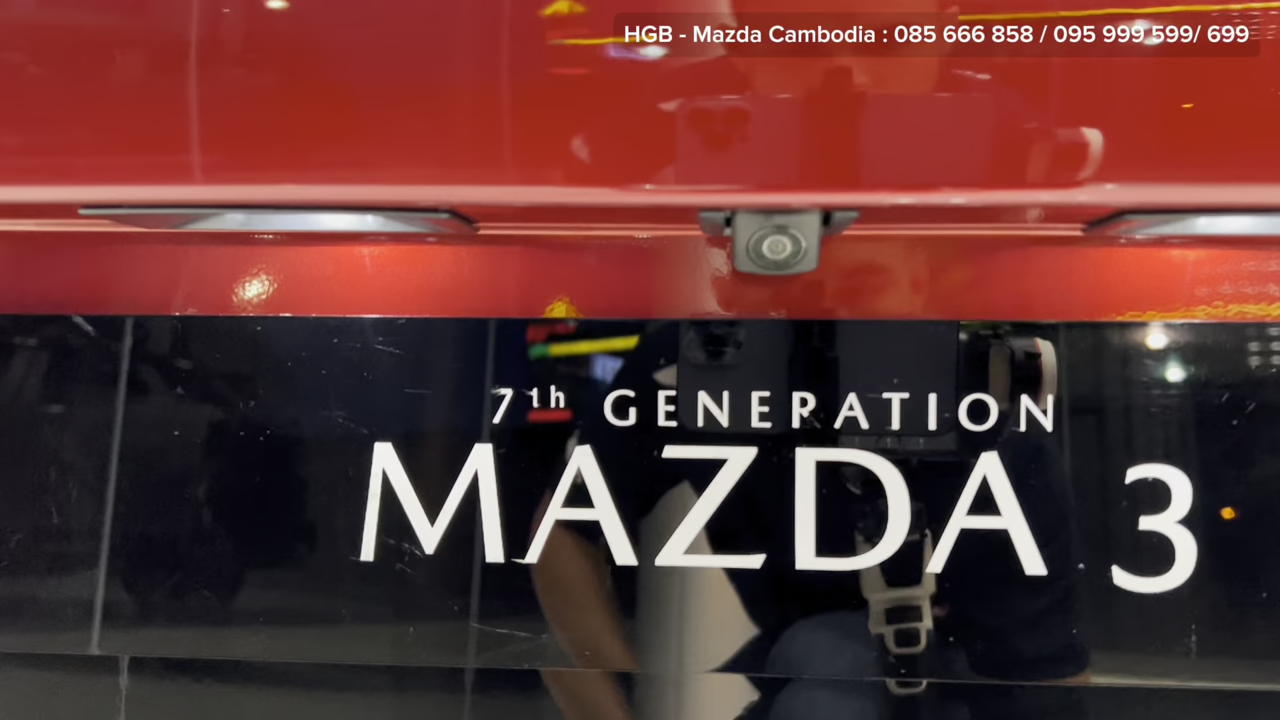 HGB - Mazda Cambodia : 085 666 858 / 095 999 599/ 699
7th GENERATION
MAZDA 3